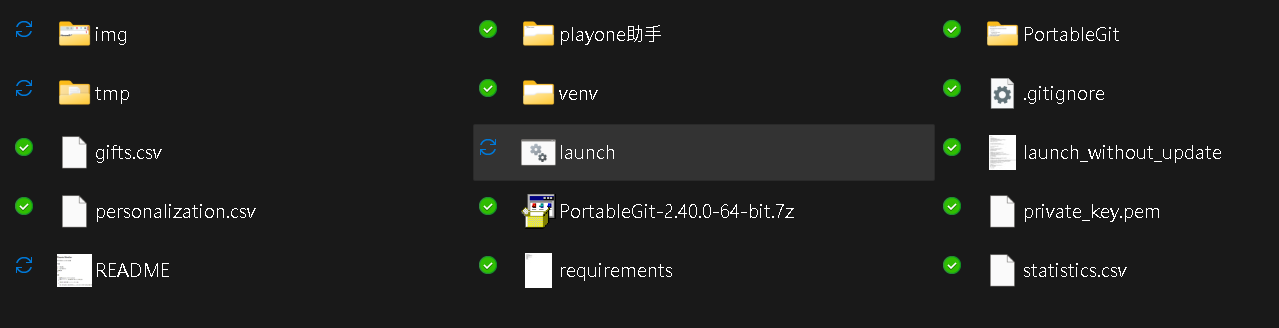 img
playone助手
PortableGit
tmp
venv
.gitignore
gifts.csv
launch
launch_without_update
personalization.csv
PortableGit-2.40.0-64-bit.7z
private_key.pem
README
requirements
statistics.csv